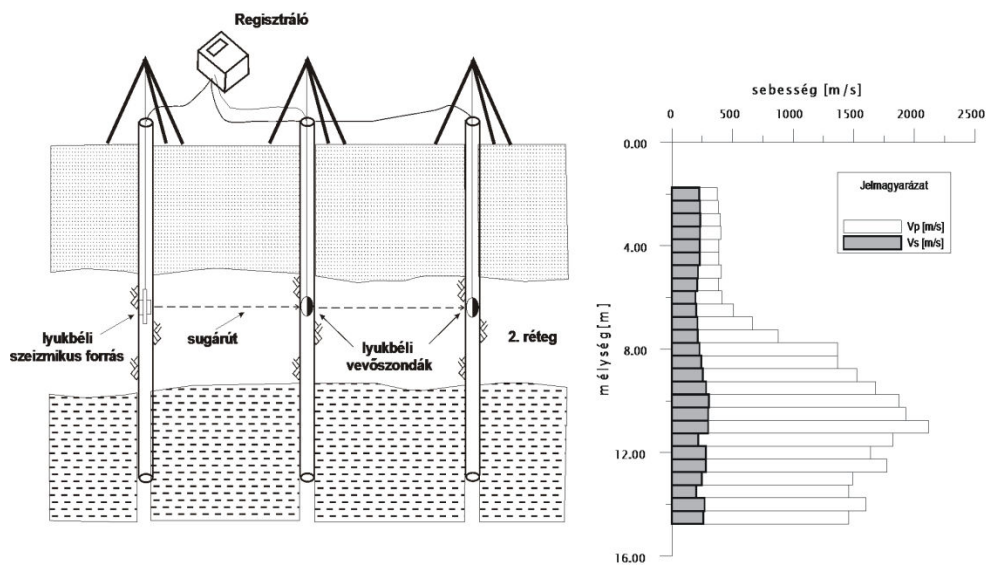 Regisztráló
lyukbéli
szeizmikus forrás
sugárút
lyukbéli
vevőszondák
2. réteg
sebesség [m/s]
0 500 1000 1500 2000 2500
0.00
4.00
8.00
12.00
16.00
mélység [m]
Jelmagyarázat
Vp [m/s]
Vs [m/s]